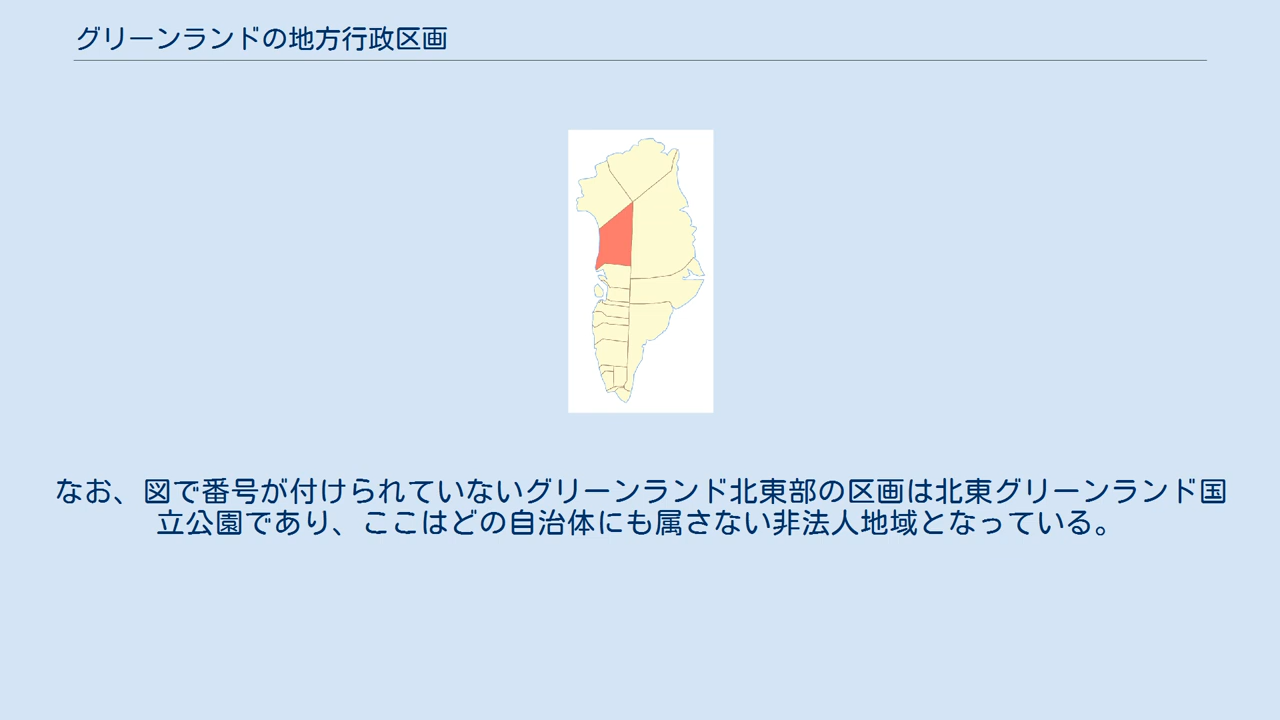 グリーンランドの地方行政区画
なお、図で番号が付けられていないグリーンランド北東部の区画は北東グリーンランド国
立公園であり、ここはどの自治体にも属さない非法人地域となっている。